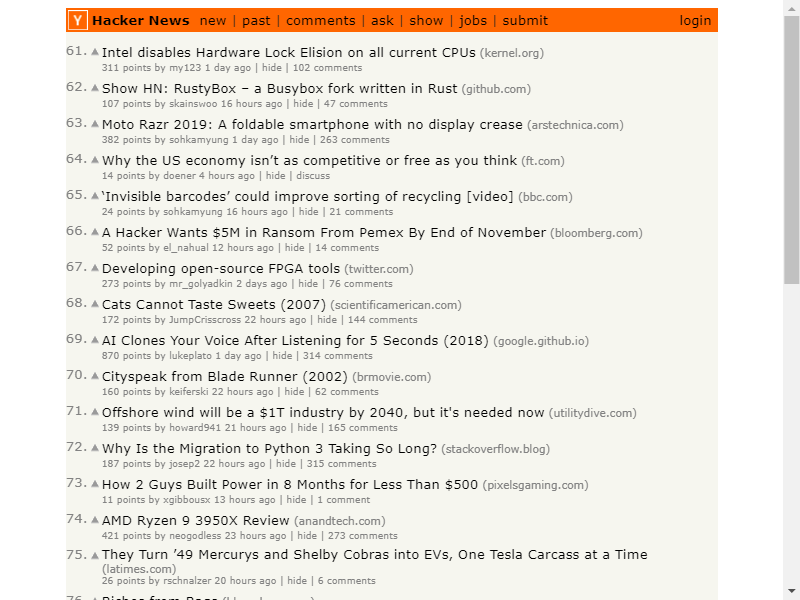 Y Hacker News new | past | comments | ask | show | jobs | submit login
61. Intel disables Hardware Lock Elision on all current CPUs (kernel.org)
311 points by my123 1 day ago | hide | 102 comments
62. Show HN: RustyBox – a Busybox fork written in Rust (github.com)
107 points by skainswoo 16 hours ago | hide | 47 comments
63. Moto Razr 2019: A foldable smartphone with no display crease (arstechnica.com)
382 points by sohkamyung 1 day ago | hide | 263 comments
64. Why the US economy isn’t as competitive or free as you think (ft.com)
14 points by doener 4 hours ago | hide | discuss
65. ‘Invisible barcodes’ could improve sorting of recycling [video] (bbc.com)
24 points by sohkamyung 16 hours ago | hide | 21 comments
66. A Hacker Wants $5M in Ransom From Pemex By End of November (bloomberg.com)
52 points by el_nahual 12 hours ago | hide | 14 comments
67. Developing open-source FPGA tools (twitter.com)
273 points by mr_golyadkin 2 days ago | hide | 76 comments
68. Cats Cannot Taste Sweets (2007) (scientificamerican.com)
172 points by JumpCrisscross 22 hours ago | hide | 144 comments
69. AI Clones Your Voice After Listening for 5 Seconds (2018) (google.github.io)
870 points by lukeplato 1 day ago | hide | 314 comments
70. Cityspeak from Blade Runner (2002) (brmovie.com)
160 points by keiferski 22 hours ago | hide | 62 comments
71. Offshore wind will be a $1T industry by 2040, but it's needed now (utilitydive.com)
139 points by howard941 21 hours ago | hide | 165 comments
72. Why Is the Migration to Python 3 Taking So Long? (stackoverflow.blog)
187 points by josep2 22 hours ago | hide | 315 comments
73. How 2 Guys Built Power in 8 Months for Less Than $500 (pixelsgaming.com)
11 points by xgibbousx 13 hours ago | hide | 1 comment
74. AMD Ryzen 9 3950X Review (anandtech.com)
421 points by neogodless 23 hours ago | hide | 273 comments
75. They Turn ’49 Mercurys and Shelby Cobras into EVs, One Tesla Carcass at a Time
(latimes.com)
26 points by rschnalzer 20 hours ago | hide | 6 comments